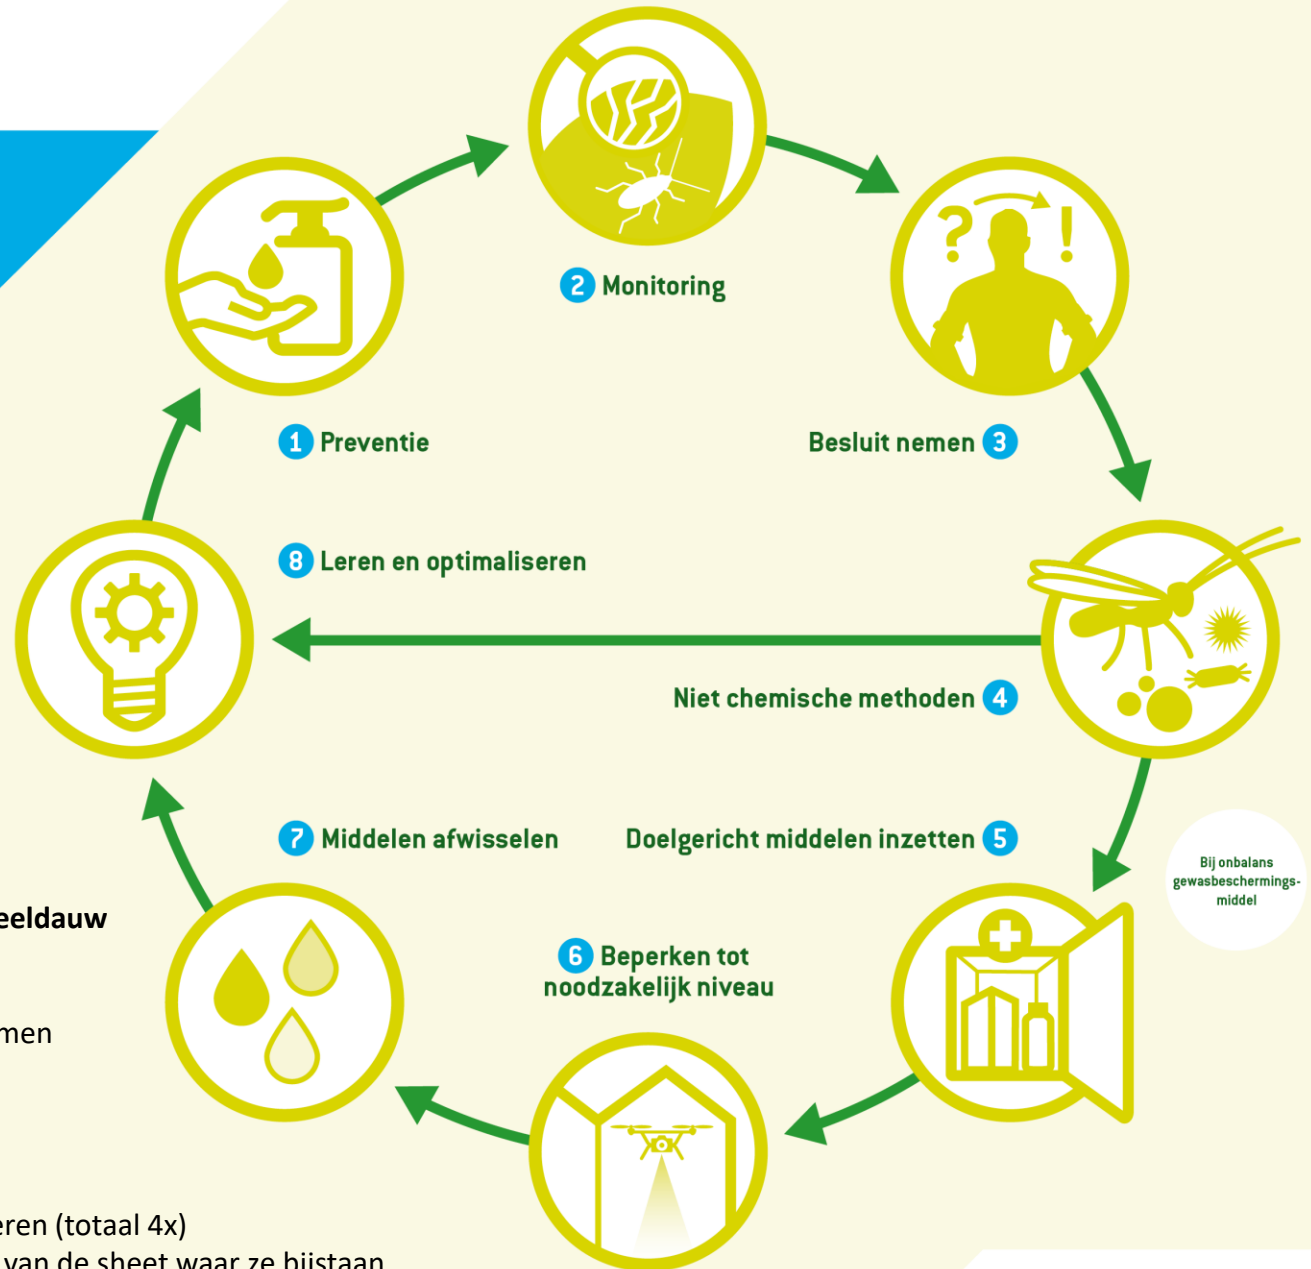 2 Monitoring
1 Preventie
Besluit nemen 3
8 Leren en optimaliseren
Niet chemische methoden 4
7 Middelen afwisselen
Doelgericht middelen inzetten 5
Bij onbalans
gewasbeschermings-
middel
6 Beperken tot
noodzakelijk niveau
eeldauw
men
eren (totaal 4x)
van de sheet waar ze bijstaan